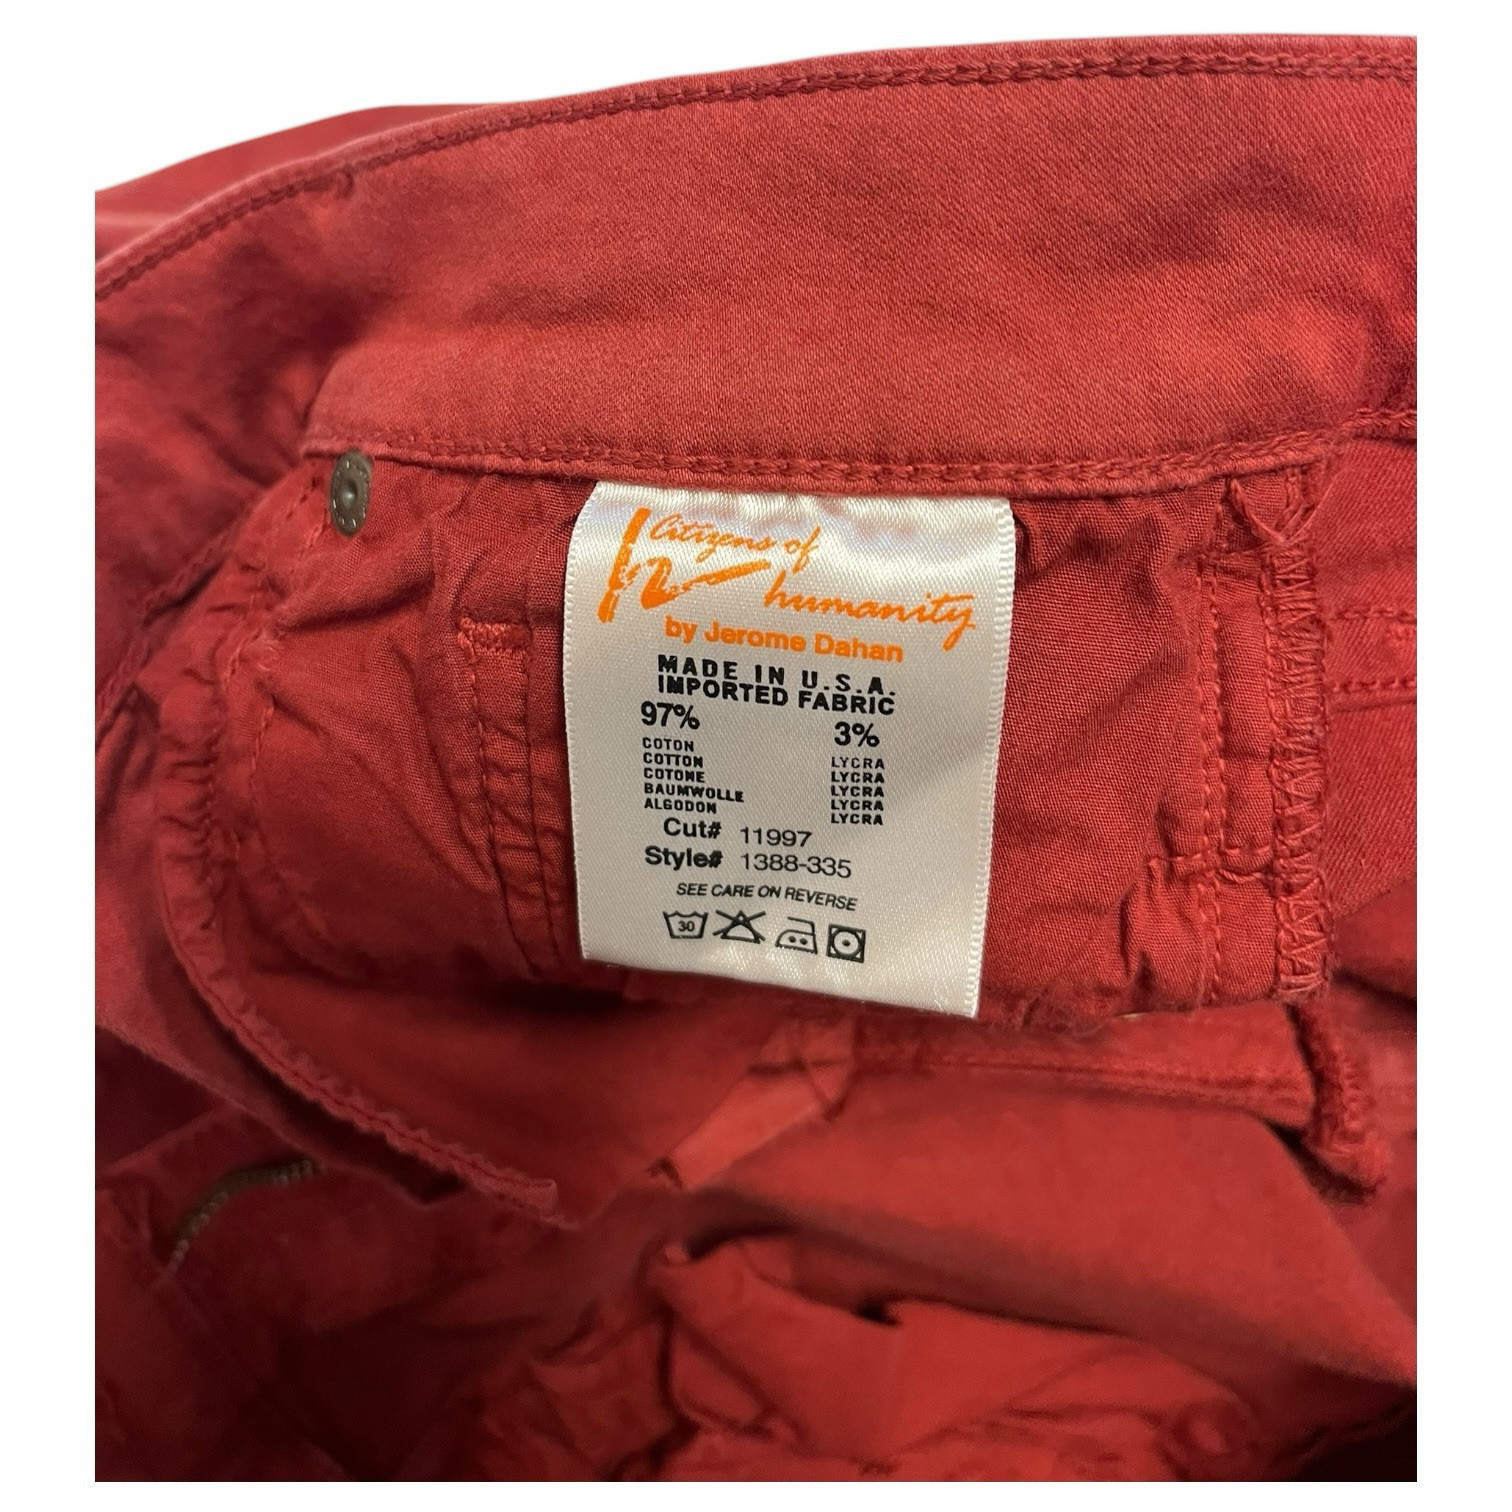 Citizens of
humanity
by Jerome Dahan
MADE IN U.S.A.
IMPORTED FABRIC
97% 3%
COTON LYCRA
COTTON LYCRA
COTONE LYCRA
BAUMWOLLE LYCRA
ALGODON LYCRA
Cut# 11997
Style# 1388-335
SEE CARE ON REVERSE
30